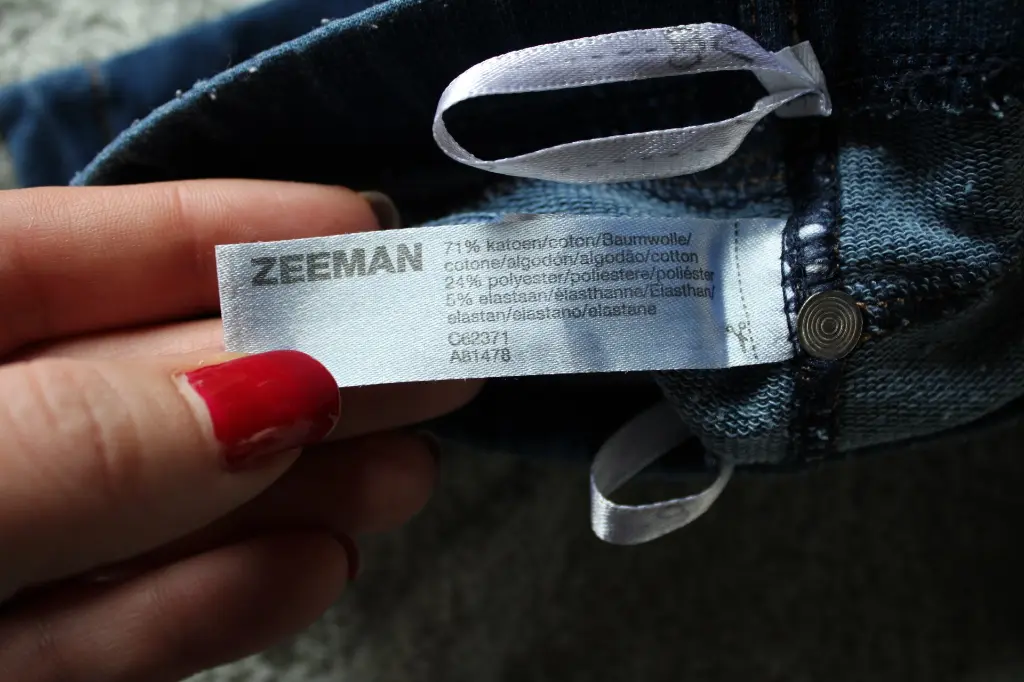 ZEEMAN
71% katoen/coton/Baumwolle/
cotone/algodón/algodão/cotton
24% polyester/poliestere/poliéster
5% elastaan/élasthanne/Elasthan/
elastan/elastano/elastane
C62371
A81478